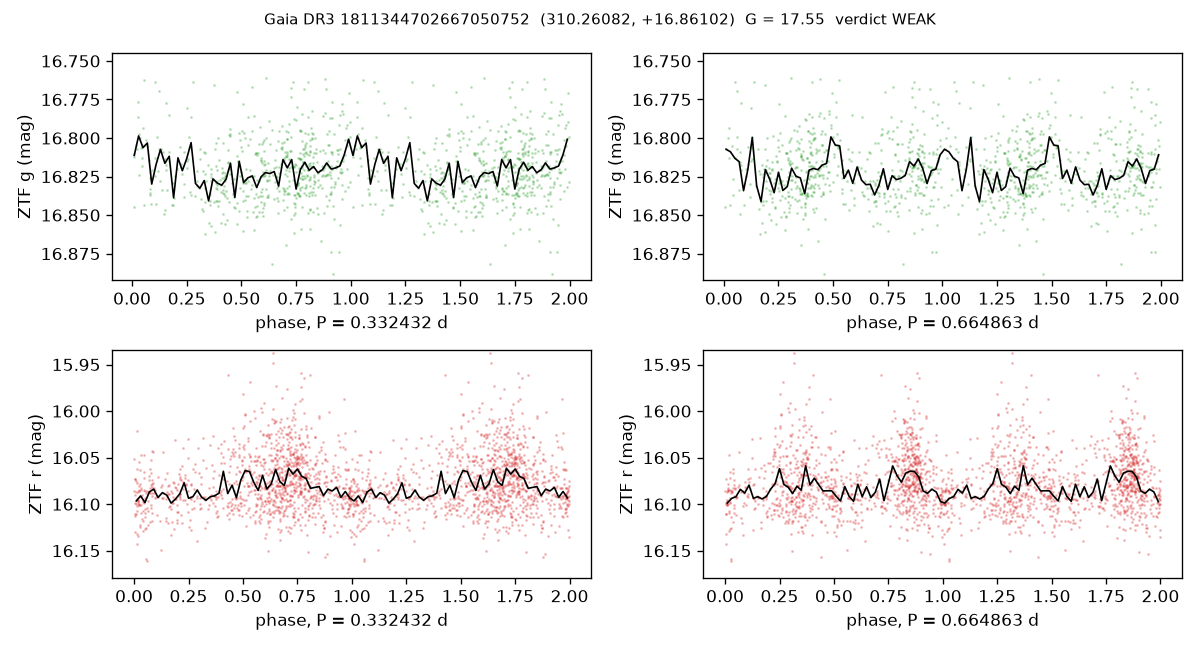 Gaia DR3 1811344702667050752 (310.26082, +16.86102) G = 17.55 verdict WEAK
16.750
16.775
16.800
16.825
16.850
16.875
ZTF g (mag)
0.00 0.25 0.50 0.75 1.00 1.25 1.50 1.75 2.00
phase, P = 0.332432 d
16.750
16.775
16.800
16.825
16.850
16.875
ZTF g (mag)
0.00 0.25 0.50 0.75 1.00 1.25 1.50 1.75 2.00
phase, P = 0.664863 d
15.95
16.00
16.05
16.10
16.15
ZTF r (mag)
0.00 0.25 0.50 0.75 1.00 1.25 1.50 1.75 2.00
phase, P = 0.332432 d
15.95
16.00
16.05
16.10
16.15
ZTF r (mag)
0.00 0.25 0.50 0.75 1.00 1.25 1.50 1.75 2.00
phase, P = 0.664863 d